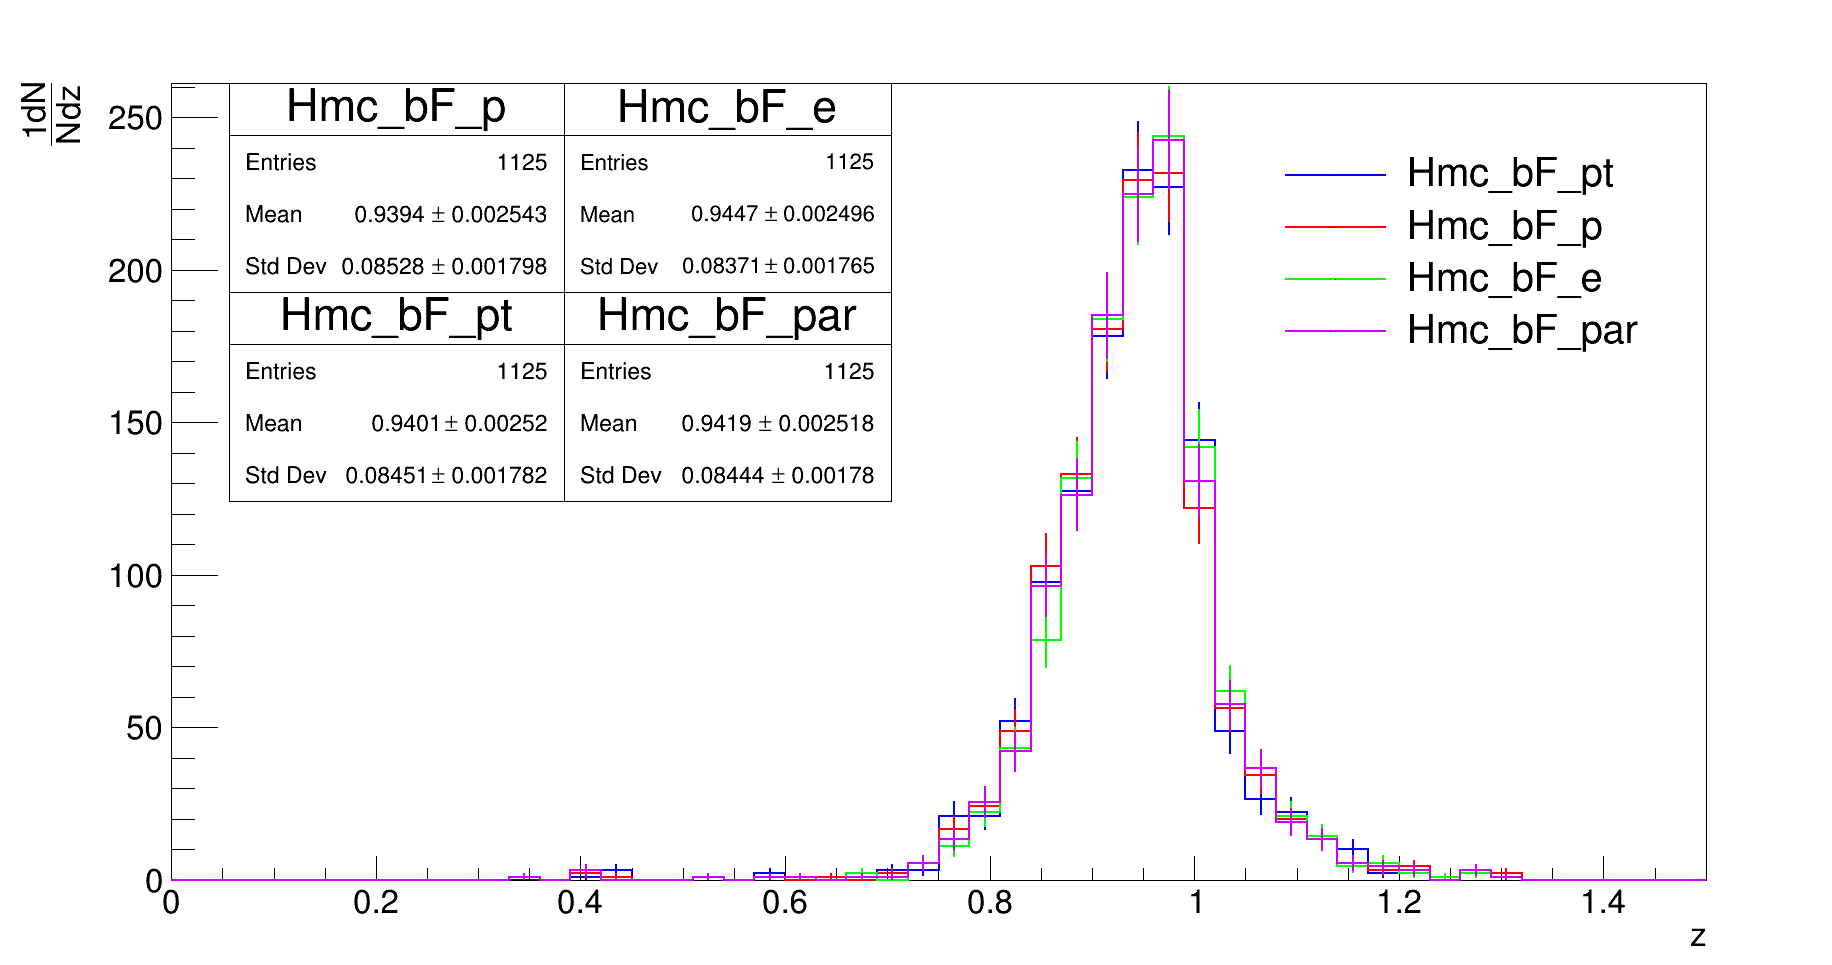 1dN
Ndz
250
200
150
100
50
0
Hmc_bF_p
Entries 1125
Mean 0.9394 ± 0.002543
Std Dev 0.08528 ± 0.001798
Hmc_bF_e
Entries 1125
Mean 0.9447 ± 0.002496
Std Dev 0.08371 ± 0.001765
Hmc_bF_pt
Entries 1125
Mean 0.9401 ± 0.00252
Std Dev 0.08451 ± 0.001782
Hmc_bF_par
Entries 1125
Mean 0.9419 ± 0.002518
Std Dev 0.08444 ± 0.00178
Hmc_bF_pt
Hmc_bF_p
Hmc_bF_e
Hmc_bF_par
0 0.2 0.4 0.6 0.8 1 1.2 1.4
z